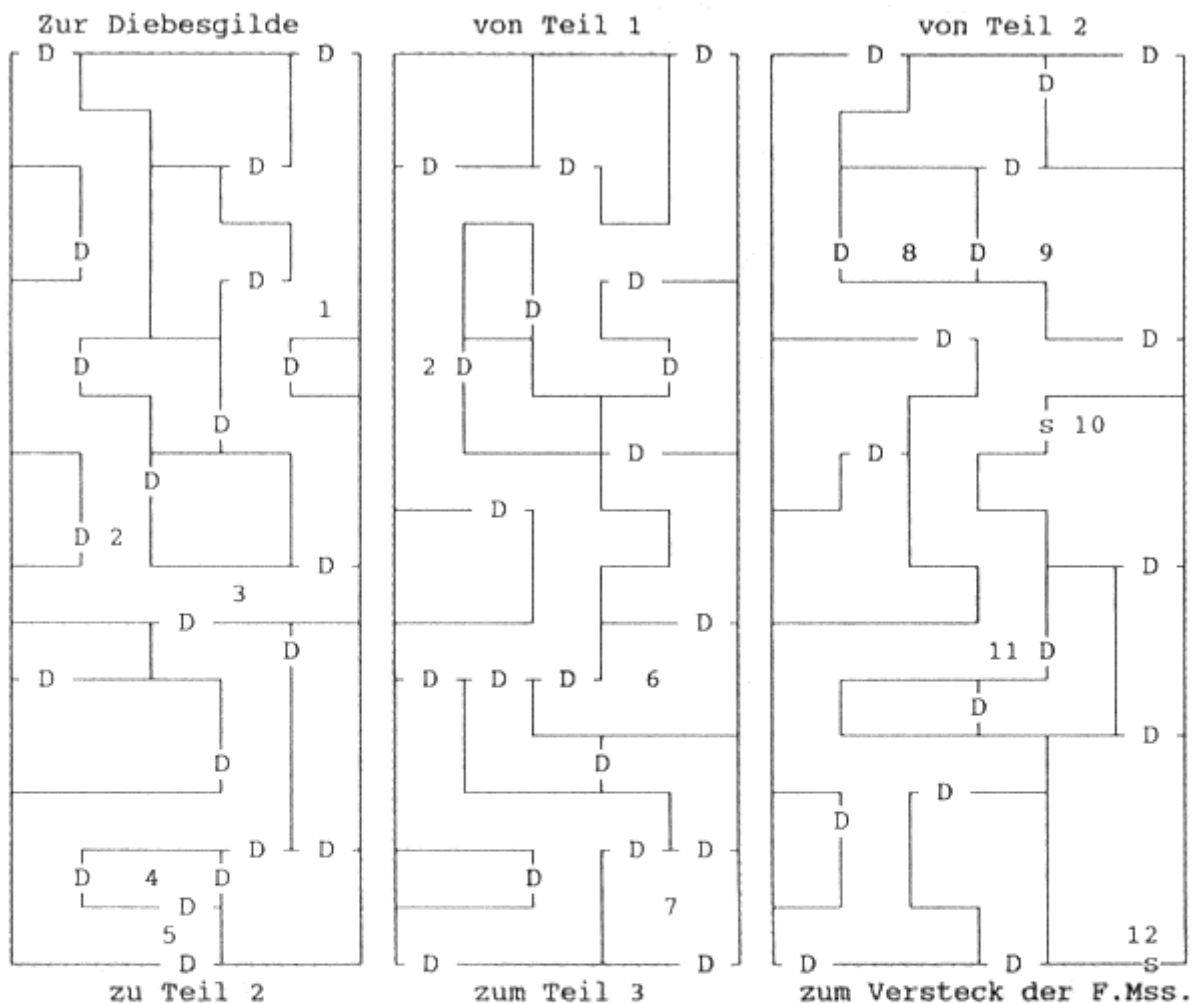 Zur Diebesgilde von Teil 1 von Teil 2
D D D D D
D
D D D D
D D 8 D 9
D D
1 D
D D
D D 2 D D
D s 10
D D
D
D
D 2
D D
3
D D
D 11 D
D D D D 6
D
D
D D
D
D
D D D D
D 4 D D
D 7
5 12
D D D D s
zu Teil 2 zum Teil 3 zum Versteck der F.Mss.